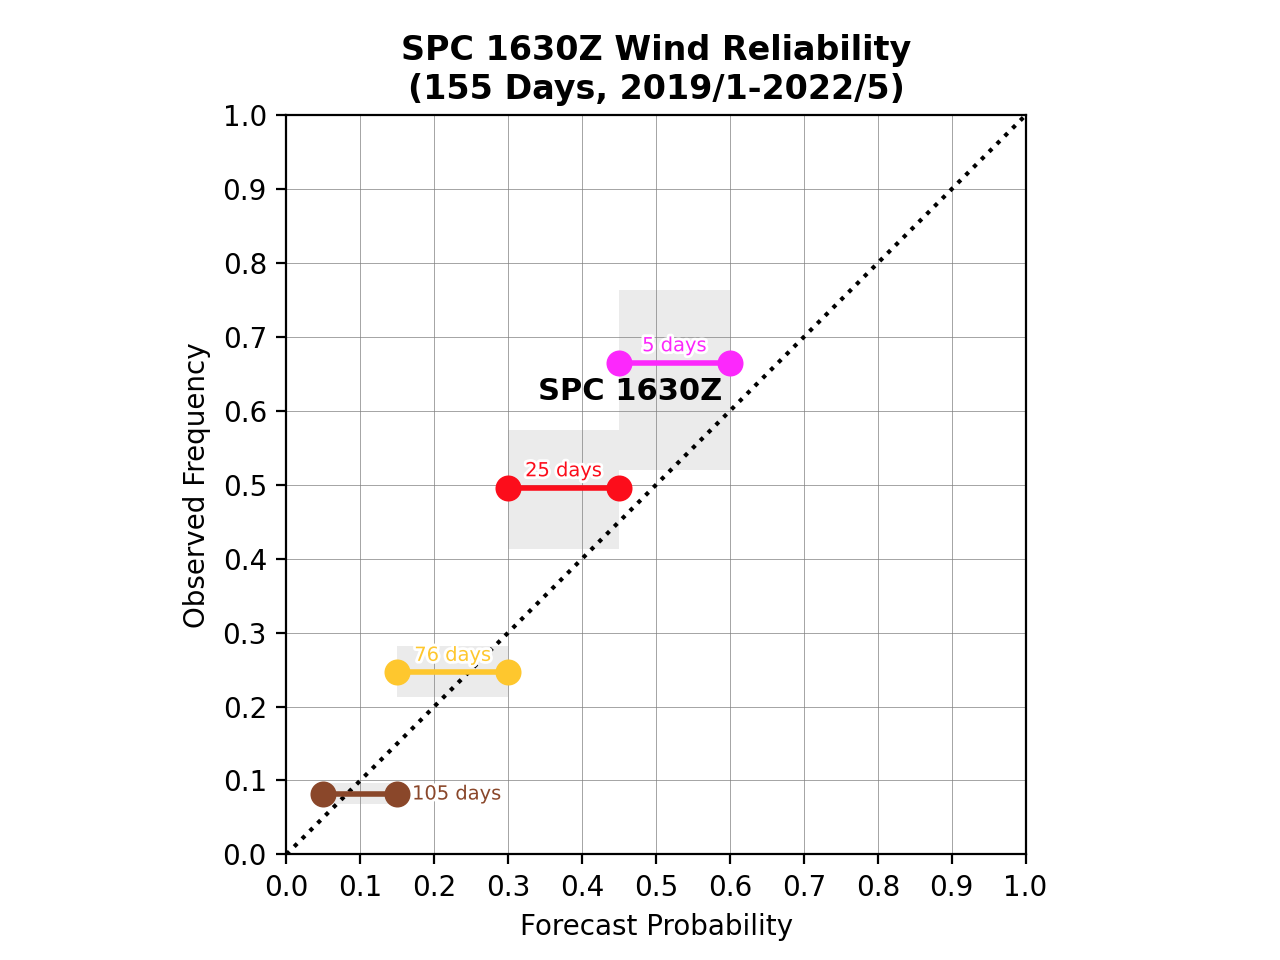 SPC 1630Z Wind Reliability
(155 Days, 2019/1-2022/5)
1.0
0.9
0.8
0.7
0.6
0.5
0.4
0.3
0.2
0.1
0.0
Observed Frequency
5 days
SPC 1630Z
25 days
76 days
105 days
0.0 0.1 0.2 0.3 0.4 0.5 0.6 0.7 0.8 0.9 1.0
Forecast Probability